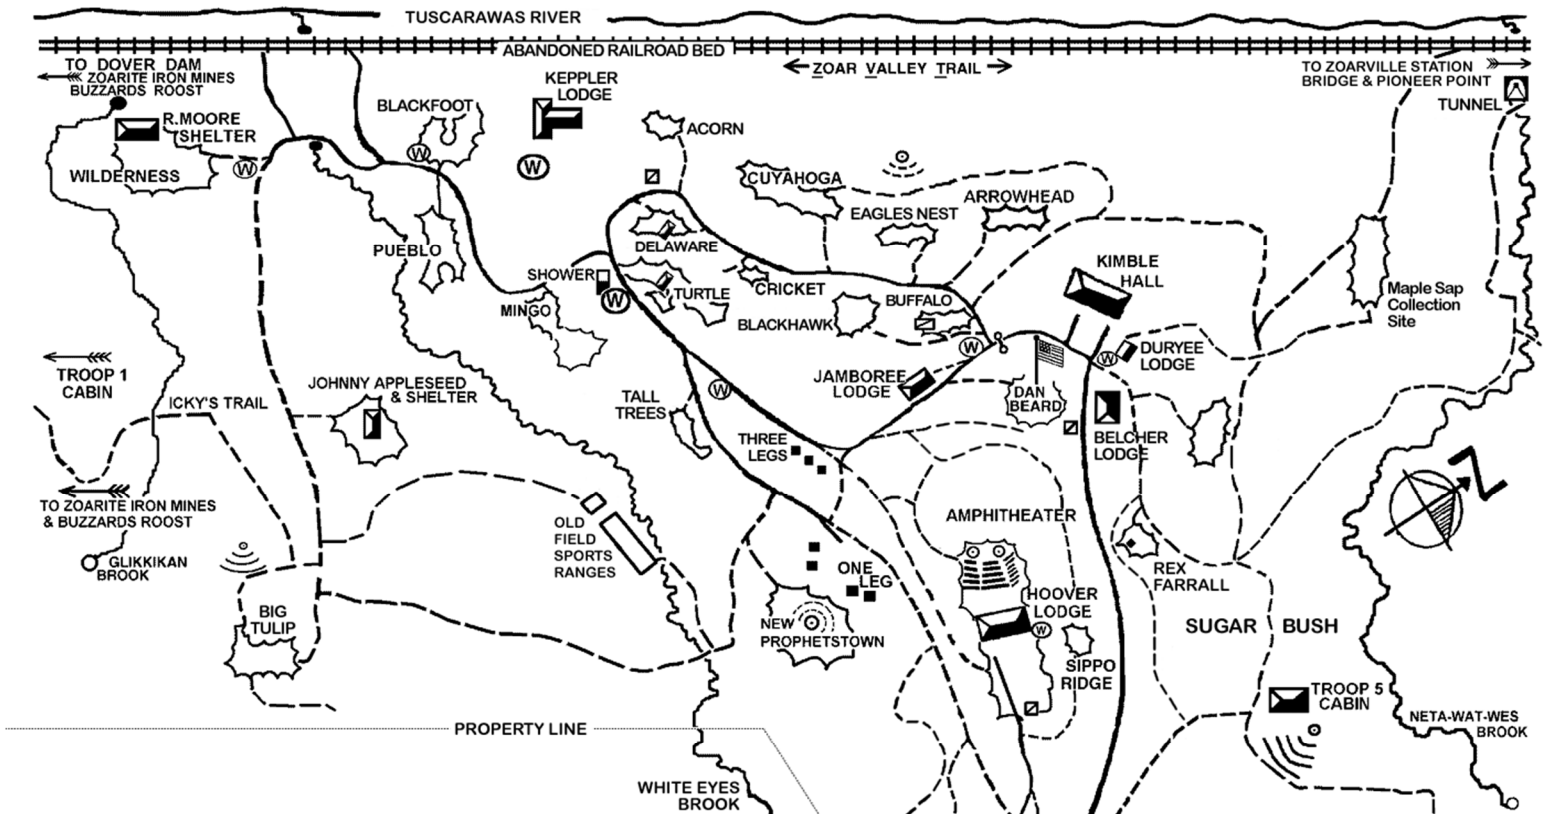 TUSCARAWAS RIVER
ABANDONED RAILROAD BED
TO DOVER DAM
ZOARITE IRON MINES
BUZZARDS ROOST
ZOAR VALLEY TRAIL
TO ZOARVILLE STATION
BRIDGE & PIONEER POINT
TUNNEL
KEPPLER
LODGE
BLACKFOOT
R.MOORE
SHELTER
W
WILDERNESS
W
W
ACORN
CUYAHOGA
EAGLES NEST
ARROWHEAD
PUEBLO
DELAWARE
SHOWER
W
MINGO
TURTLE
CRICKET
BUFFALO
BLACKHAWK
W
KIMBLE
HALL
Maple Sap
Collection
Site
W
DURYEE
LODGE
TROOP 1
CABIN
JOHNNY APPLESEED
& SHELTER
ICKY'S TRAIL
TALL
TREES
W
JAMBOREE
LODGE
DAN
BEARD
BELCHER
LODGE
THREE
LEGS
TO ZOARITE IRON MINES
& BUZZARDS ROOST
GLIKKIKAN
BROOK
OLD
FIELD
SPORTS
RANGES
AMPHITHEATER
N
ONE
LEG
HOOVER
LODGE
W
REX
FARRALL
BIG
TULIP
NEW
PROPHETSTOWN
SIPPO
RIDGE
SUGAR BUSH
TROOP 5
CABIN
NETA-WAT-WES
BROOK
PROPERTY LINE
WHITE EYES
BROOK